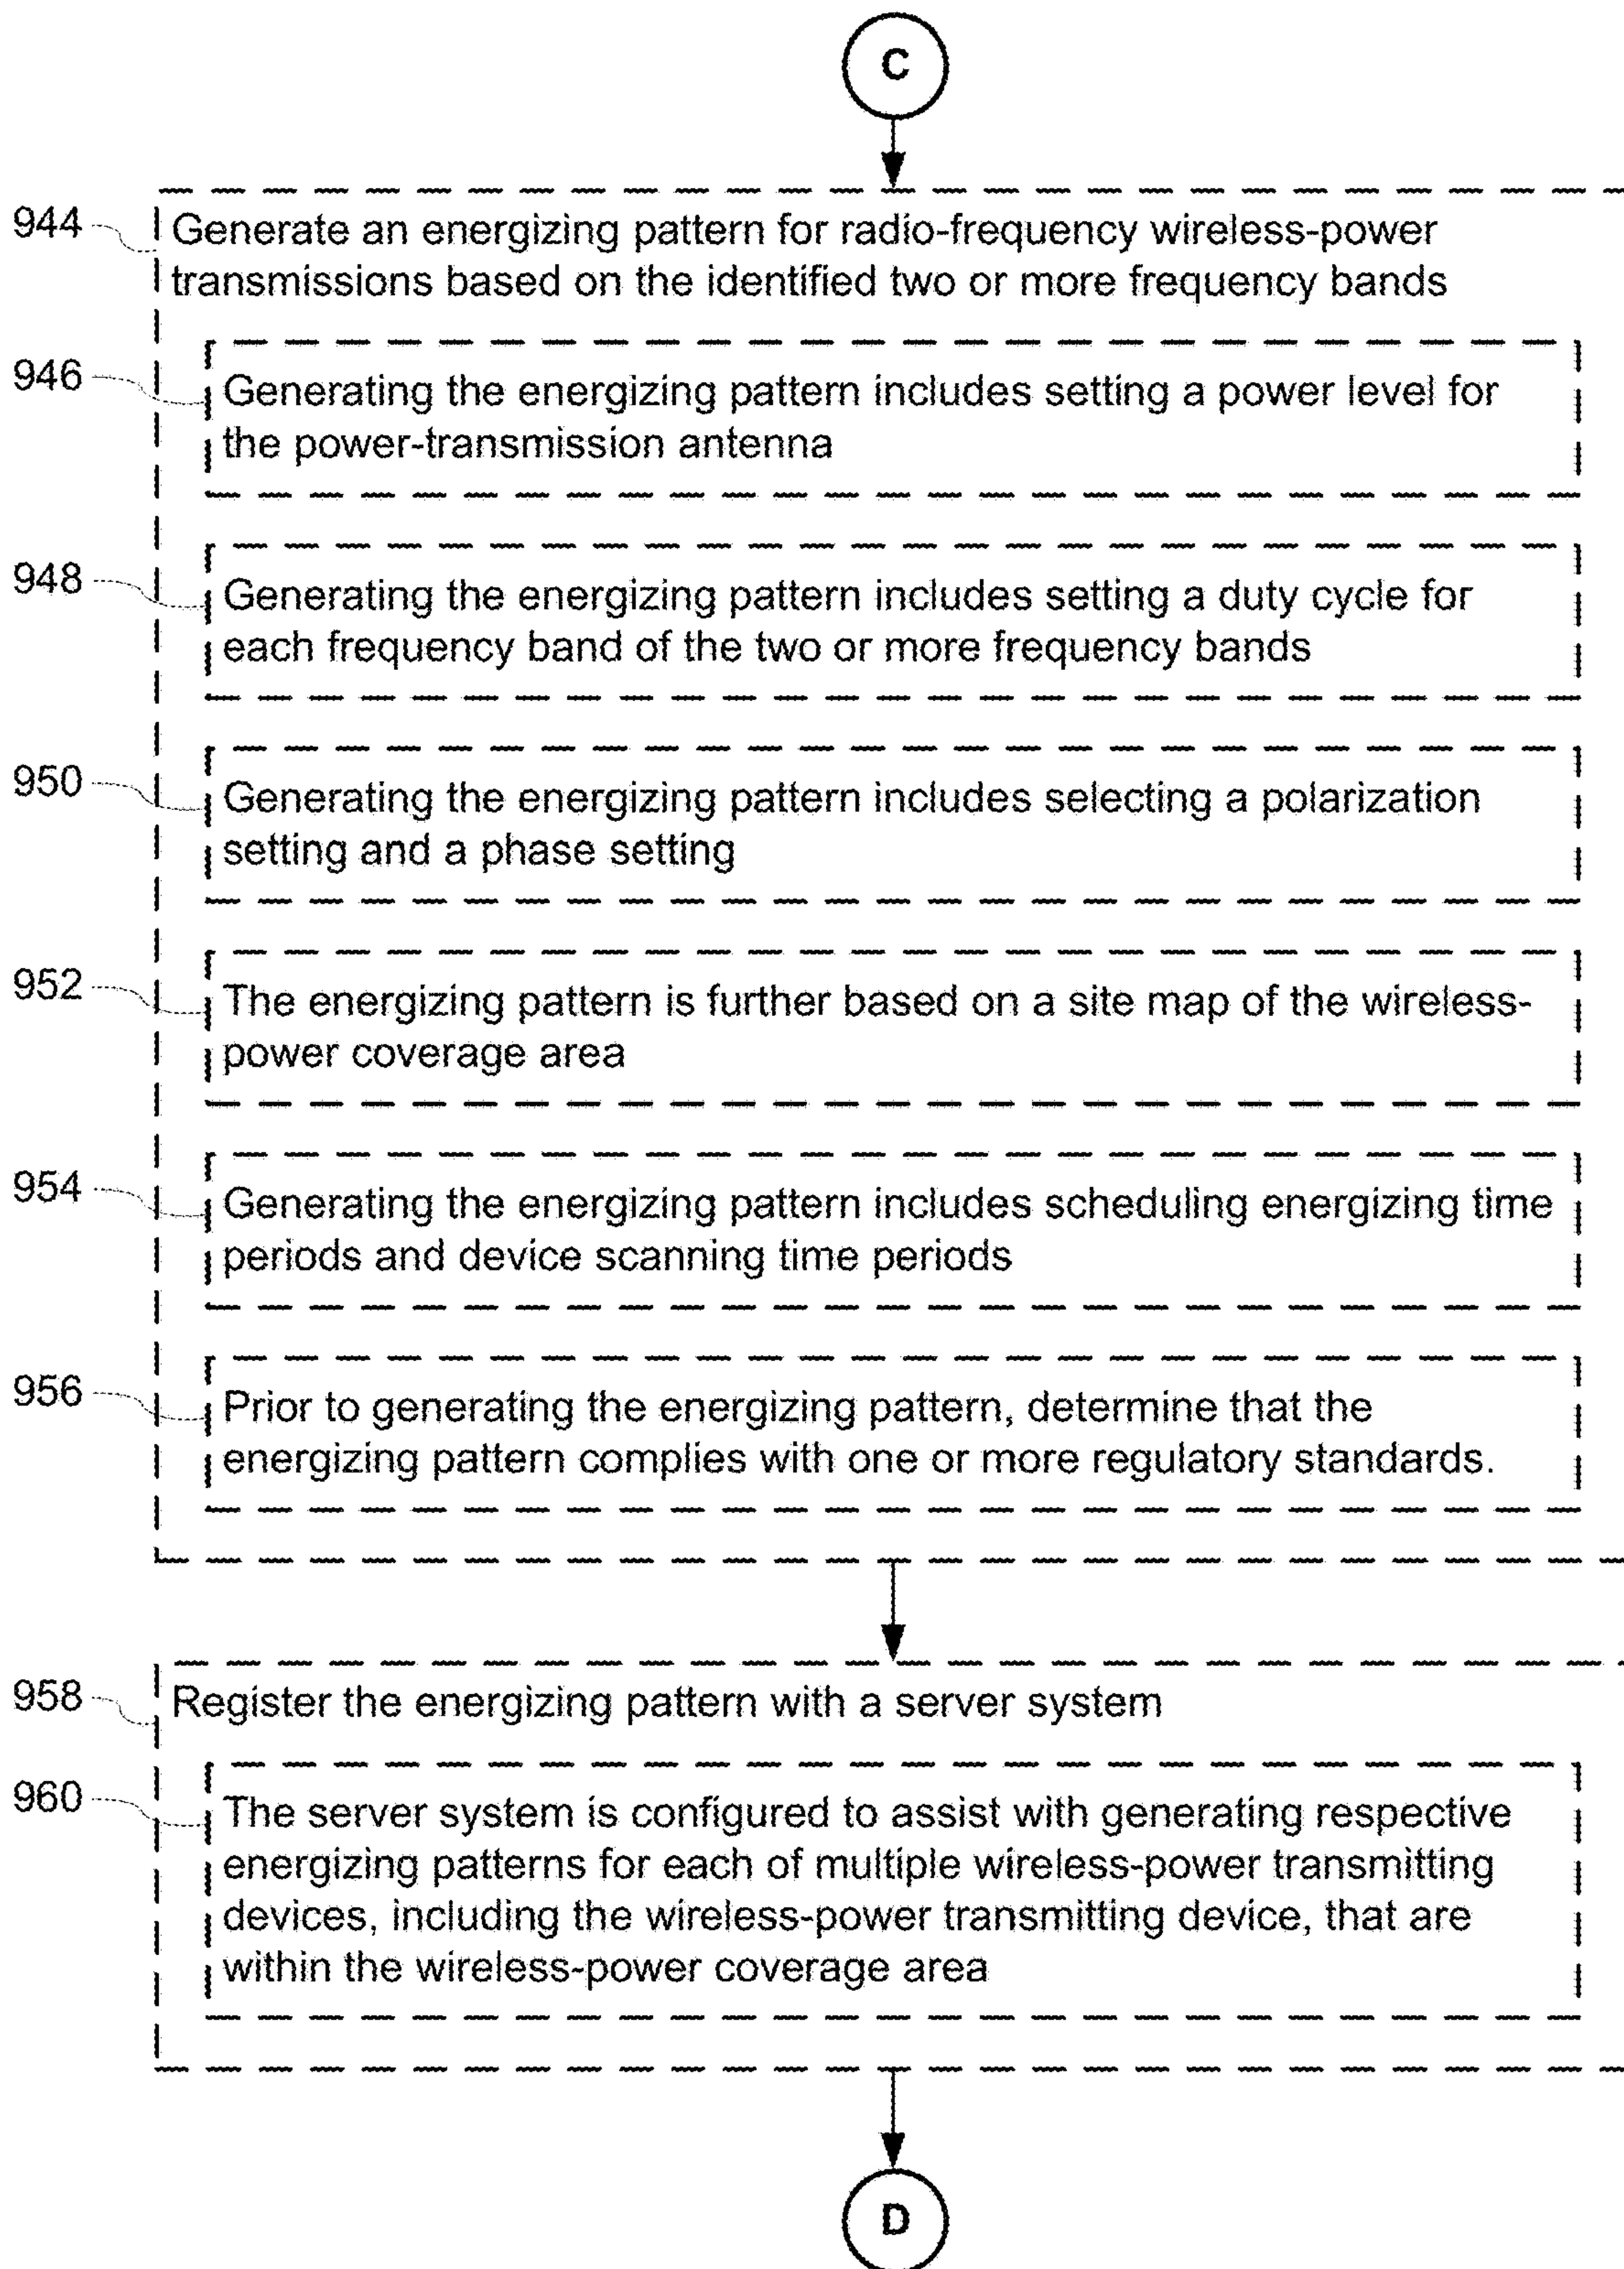 C
944
Generate an energizing pattern for radio-frequency wireless-power
transmissions based on the identified two or more frequency bands
946
Generating the energizing pattern includes setting a power level for
the power-transmission antenna
948
Generating the energizing pattern includes setting a duty cycle for
each frequency band of the two or more frequency bands
950
Generating the energizing pattern includes selecting a polarization
setting and a phase setting
952
The energizing pattern is further based on a site map of the wireless-
power coverage area
954
Generating the energizing pattern includes scheduling energizing time
periods and device scanning time periods
956
Prior to generating the energizing pattern, determine that the
energizing pattern complies with one or more regulatory standards.
958
Register the energizing pattern with a server system
960
The server system is configured to assist with generating respective
energizing patterns for each of multiple wireless-power transmitting
devices, including the wireless-power transmitting device, that are
within the wireless-power coverage area
D